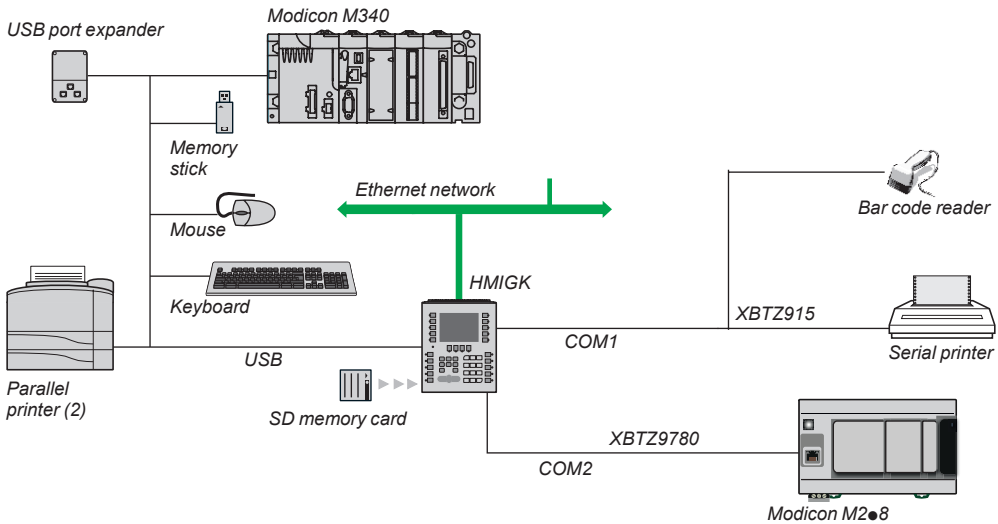 Modicon M340
USB port expander
Memory
stick
Ethernet network
Bar code reader
Mouse
HMIGK
Keyboard
XBTZ915
COM1
Serial printer
USB
Parallel
printer (2)
SD memory card
XBTZ9780
COM2
Modicon M2●8